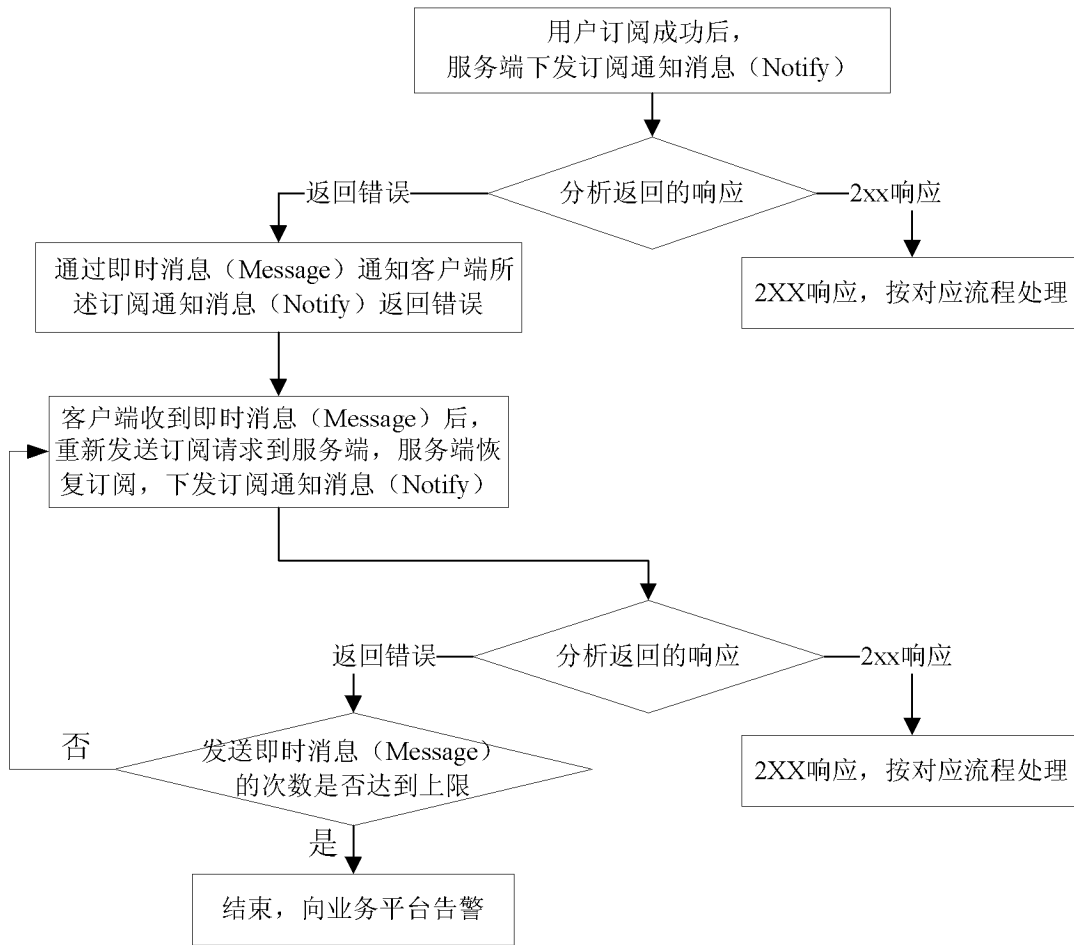 用户订阅成功后，
服务端下发订阅通知消息（Notify）
分析返回的响应
返回错误
2xx响应
通过即时消息（Message）通知客户端所
述订阅通知消息（Notify）返回错误
2XX响应，按对应流程处理
客户端收到即时消息（Message）后，
重新发送订阅请求到服务端，服务端恢
复订阅，下发订阅通知消息（Notify）
分析返回的响应
返回错误
2xx响应
否
发送即时消息（Message）
的次数是否达到上限
2XX响应，按对应流程处理
是
结束，向业务平台告警